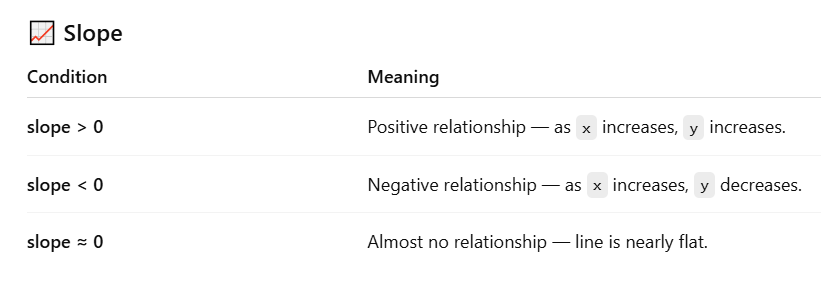 📈 Slope
Condition Meaning
slope > 0 Positive relationship — as x increases, y increases.
slope < 0 Negative relationship — as x increases, y decreases.
slope ≈ 0 Almost no relationship — line is nearly flat.